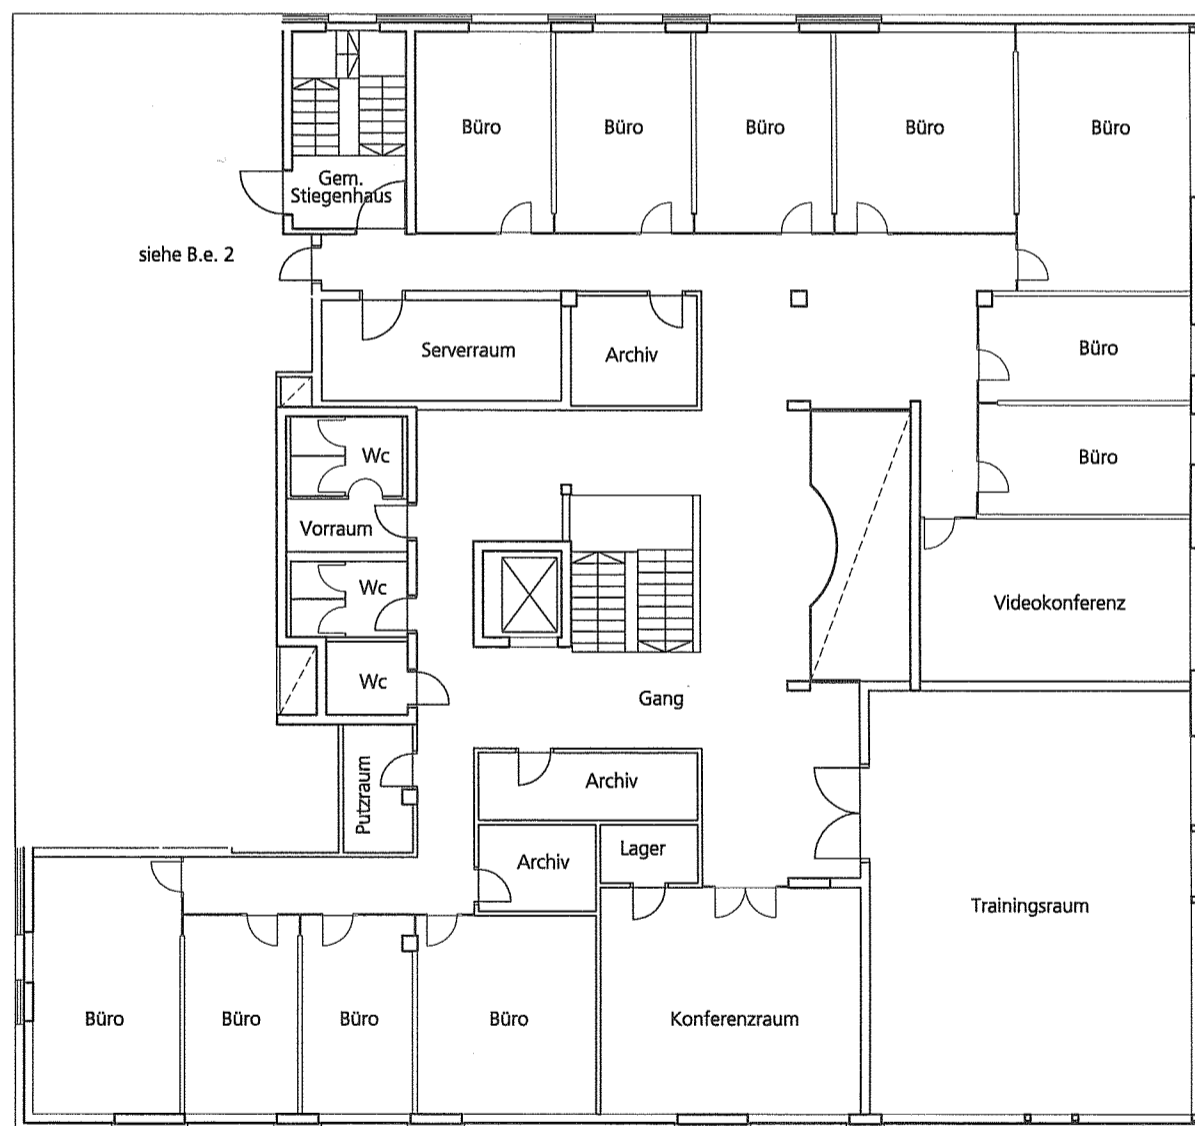 Büro
Büro
Büro
Büro
Büro
Gem.
Stiegenhaus
siehe B.e. 2
Serverraum
Archiv
Büro
Büro
Wc
Vorraum
Wc
Wc
Videokonferenz
Gang
Putzraum
Archiv
Archiv
Lager
Trainingsraum
Büro
Büro
Büro
Büro
Konferenzraum